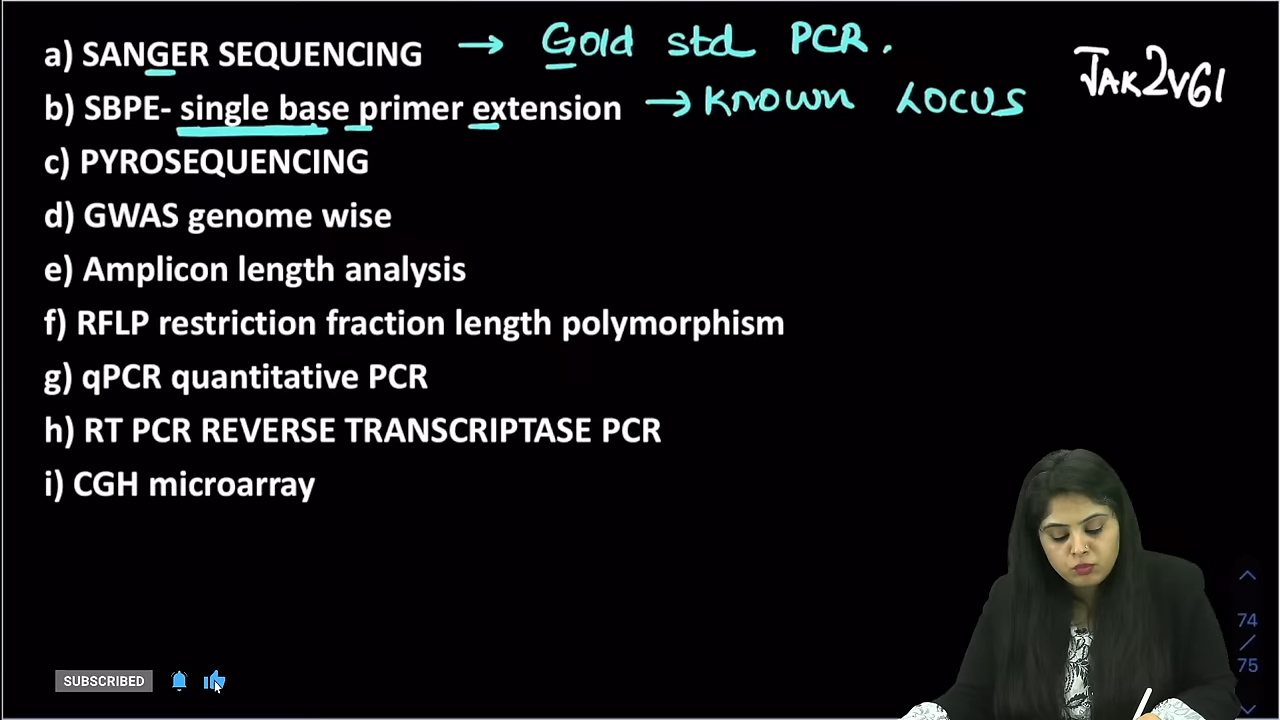 a) SANGER SEQUENCING → Gold std PCR.
JAK2V61
b) SBPE- single base primer extension → KNOWN LOCUS
c) PYROSEQUENCING
d) GWAS genome wise
e) Amplicon length analysis
f) RFLP restriction fraction length polymorphism
g) qPCR quantitative PCR
h) RT PCR REVERSE TRANSCRIPTASE PCR
i) CGH microarray
74
/
75
SUBSCRIBED